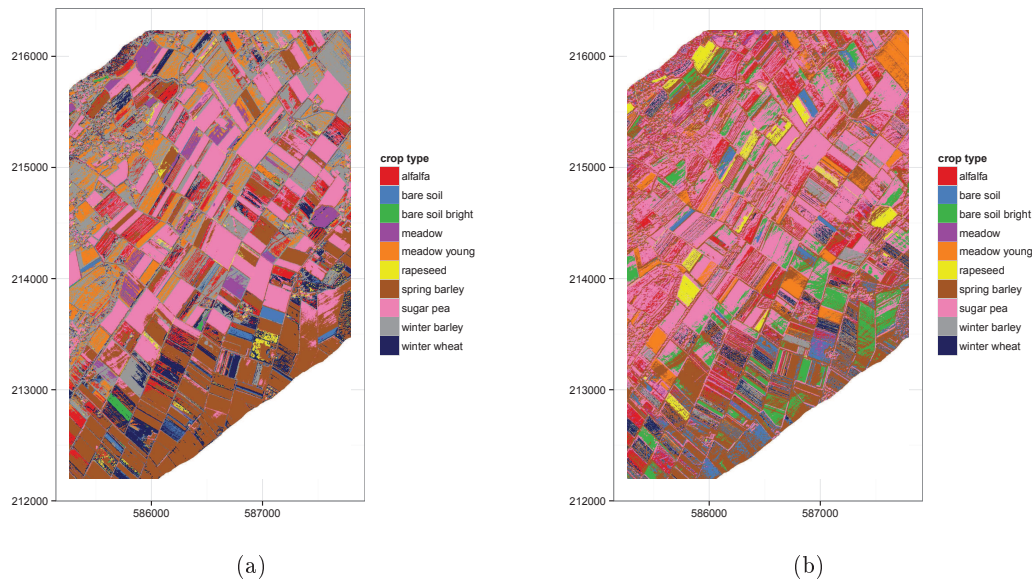 216000
215000
214000
213000
212000
586000
587000
crop type
alfalfa
bare soil
bare soil bright
meadow
meadow young
rapeseed
spring barley
sugar pea
winter barley
winter wheat
(a)
216000
215000
214000
213000
212000
586000
587000
crop type
alfalfa
bare soil
bare soil bright
meadow
meadow young
rapeseed
spring barley
sugar pea
winter barley
winter wheat
(b)